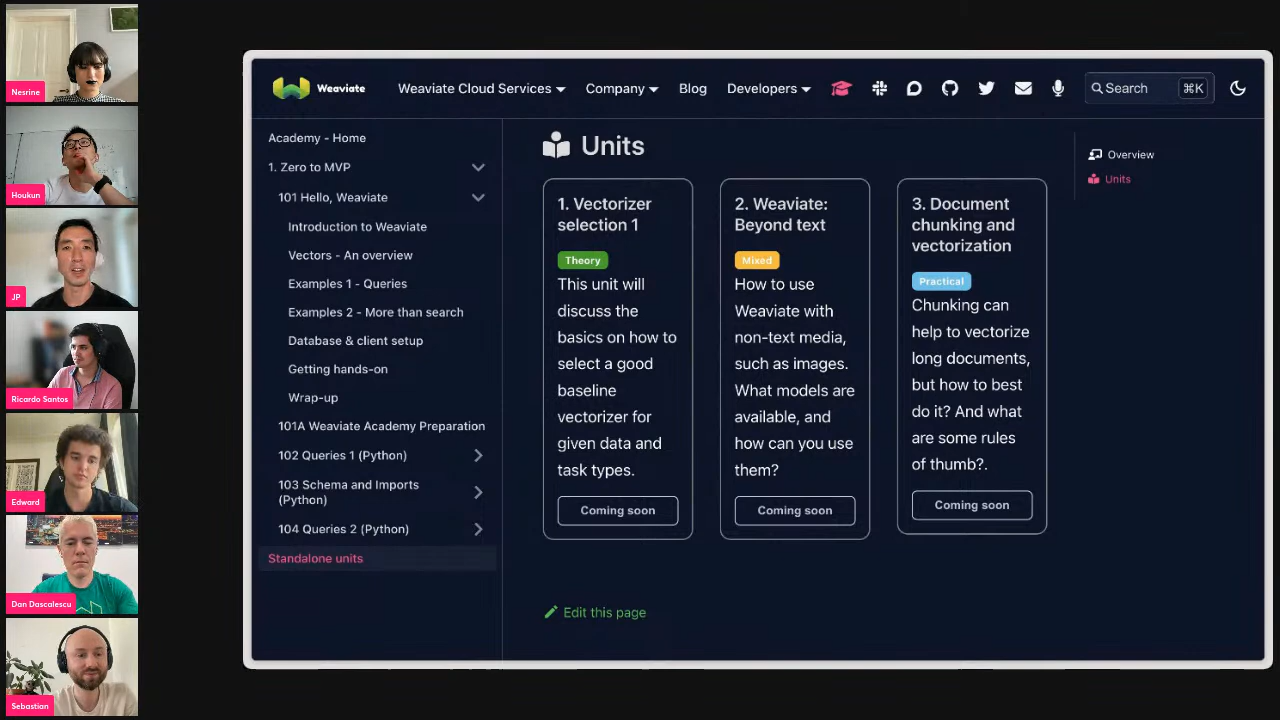 Nesrine
Houkun
JP
Ricardo Santos
Edward
Dan Dascalescu
Sebastian
Weaviate
Weaviate Cloud Services
Company
Blog
Developers
Search
⌘K
Academy - Home
1. Zero to MVP
101 Hello, Weaviate
Introduction to Weaviate
Vectors - An overview
Examples 1 - Queries
Examples 2 - More than search
Database & client setup
Getting hands-on
Wrap-up
101A Weaviate Academy Preparation
102 Queries 1 (Python)
103 Schema and Imports
(Python)
104 Queries 2 (Python)
Standalone units
Units
1. Vectorizer
selection 1
Theory
This unit will
discuss the
basics on how to
select a good
baseline
vectorizer for
given data and
task types.
Coming soon
2. Weaviate:
Beyond text
Mixed
How to use
Weaviate with
non-text media,
such as images.
What models are
available, and
how can you use
them?
Coming soon
3. Document
chunking and
vectorization
Practical
Chunking can
help to vectorize
long documents,
but how to best
do it? And what
are some rules
of thumb?.
Coming soon
Edit this page
Overview
Units